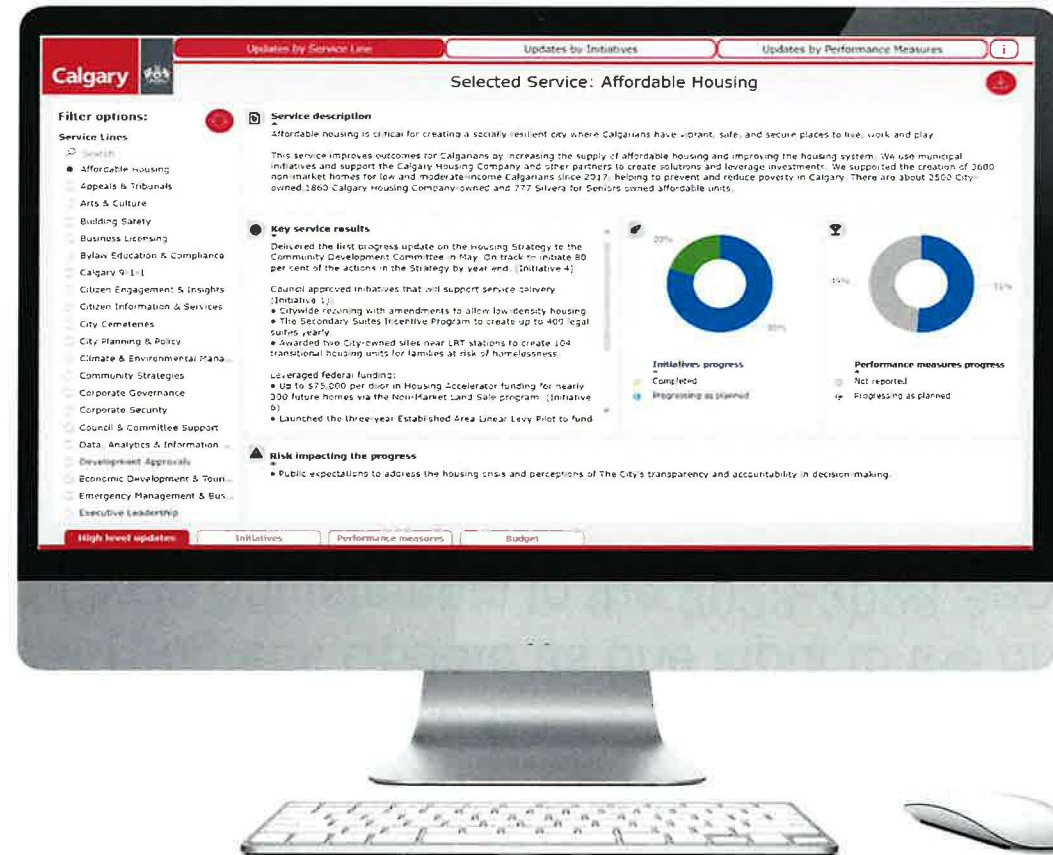 Updates by Service Line
Updates by Initiatives
Updates by Performance Measures
i
Calgary
Selected Service: Affordable Housing
Filter options:
Service Lines
Search
Affordable Housing
Appeals & Tribunals
Arts & Culture
Building Safety
Business Licensing
Bylaw Education & Compliance
Calgary 9-1-1
Citizen Engagement & Insights
Citizen Information & Services
City Cemeteries
City Planning & Policy
Climate & Environmental Mana...
Community Strategies
Corporate Governance
Corporate Security
Council & Committee Support
Data, Analytics & Information ...
Development Approvals
Economic Development & Touri...
Emergency Management & Bus...
Executive Leadership
Service description
Affordable housing is critical for creating a socially resilient city where Calgarians have vibrant, safe, and secure places to live, work and play
This service improves outcomes for Calgarians by increasing the supply of affordable housing and improving the housing system. We use municipal
initiatives and support the Calgary Housing Company and other partners to create solutions and leverage investments. We supported the creation of 3600
non-market homes for low and moderate-income Calgarians since 2017, helping to prevent and reduce poverty in Calgary. There are about 2500 City-
owned, 1860 Calgary Housing Company-owned and 777 Silvera for Seniors owned affordable units.
Key service results
Delivered the first progress update on the Housing Strategy to the
Community Development Committee in May. On track to initiate 80
per cent of the actions in the Strategy by year end. (Initiative 4)
Council approved initiatives that will support service delivery
(Initiative 1):
• Citywide rezoning with amendments to allow low-density housing.
• The Secondary Suites Incentive Program to create up to 400 legal
suites yearly.
• Awarded two City-owned sites near LRT stations to create 104
transitional housing units for families at risk of homelessness.
Leveraged federal funding:
• Up to $75,000 per door in Housing Accelerator funding for nearly
300 future homes via the Non-Market Land Sale program. (Initiative
6)
• Launched the three-year Established Area Linear Levy Pilot to fund
20%
80%
Initiatives progress
Completed
Progressing as planned
49%
51%
Performance measures progress
Not reported
Progressing as planned
Risk impacting the progress
• Public expectations to address the housing crisis and perceptions of The City's transparency and accountability in decision-making.
High level updates
Initiatives
Performance measures
Budget